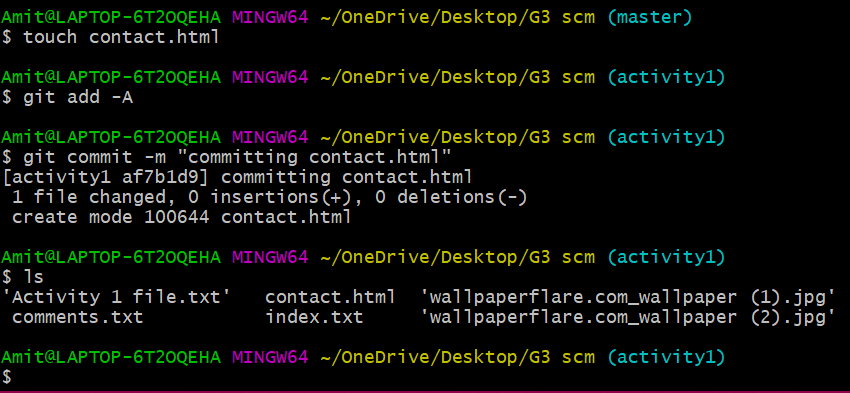 Amit@LAPTOP-6T2OQEHA MINGW64 ~/OneDrive/Desktop/G3 scm (master)
$ touch contact.html
Amit@LAPTOP-6T2OQEHA MINGW64 ~/OneDrive/Desktop/G3 scm (activity1)
$ git add -A
Amit@LAPTOP-6T2OQEHA MINGW64 ~/OneDrive/Desktop/G3 scm (activity1)
$ git commit -m "committing contact.html"
[activity1 af7b1d9] committing contact.html
 1 file changed, 0 insertions(+), 0 deletions(-)
 create mode 100644 contact.html
Amit@LAPTOP-6T2OQEHA MINGW64 ~/OneDrive/Desktop/G3 scm (activity1)
$ ls
'Activity 1 file.txt'   contact.html  'wallpaperflare.com_wallpaper (1).jpg'
 comments.txt           index.txt     'wallpaperflare.com_wallpaper (2).jpg'
Amit@LAPTOP-6T2OQEHA MINGW64 ~/OneDrive/Desktop/G3 scm (activity1)
$